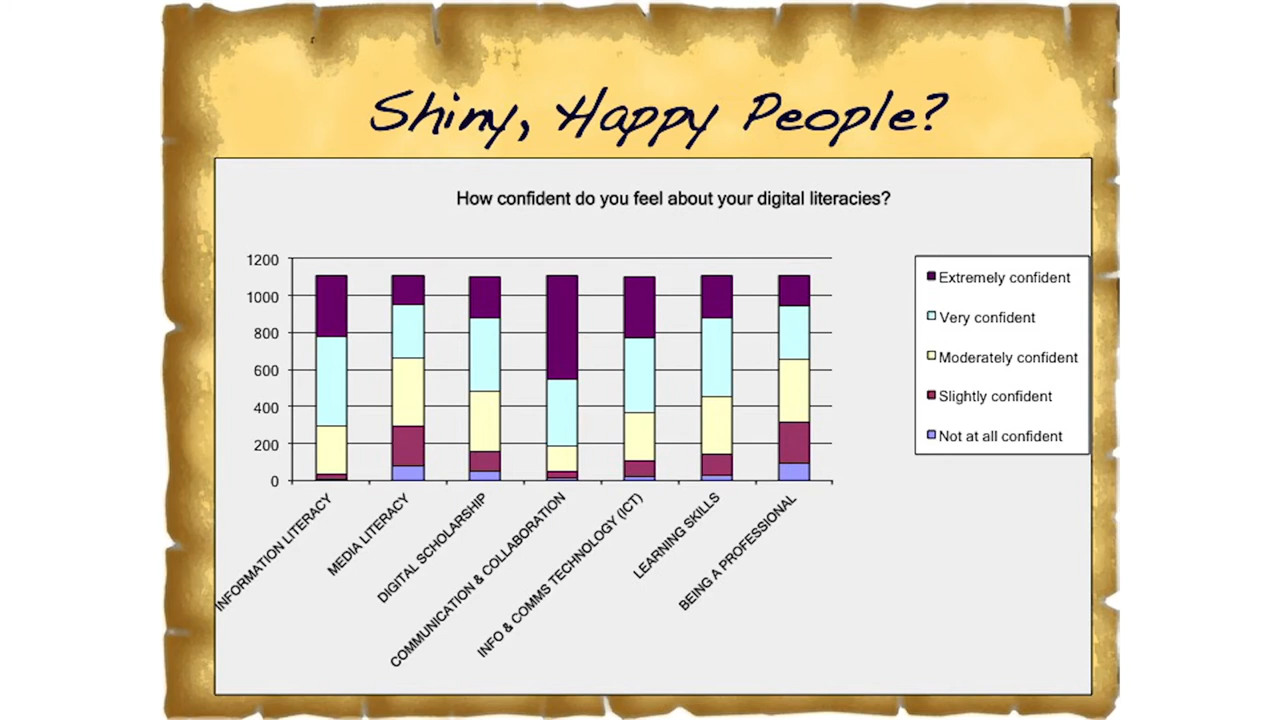 Shiny, Happy People?
How confident do you feel about your digital literacies?
1200
1000
800
600
400
200
0
INFORMATION LITERACY
MEDIA LITERACY
DIGITAL SCHOLARSHIP
COMMUNICATION & COLLABORATION
INFO & COMMS TECHNOLOGY (ICT)
LEARNING SKILLS
BEING A PROFESSIONAL
Extremely confident
Very confident
Moderately confident
Slightly confident
Not at all confident